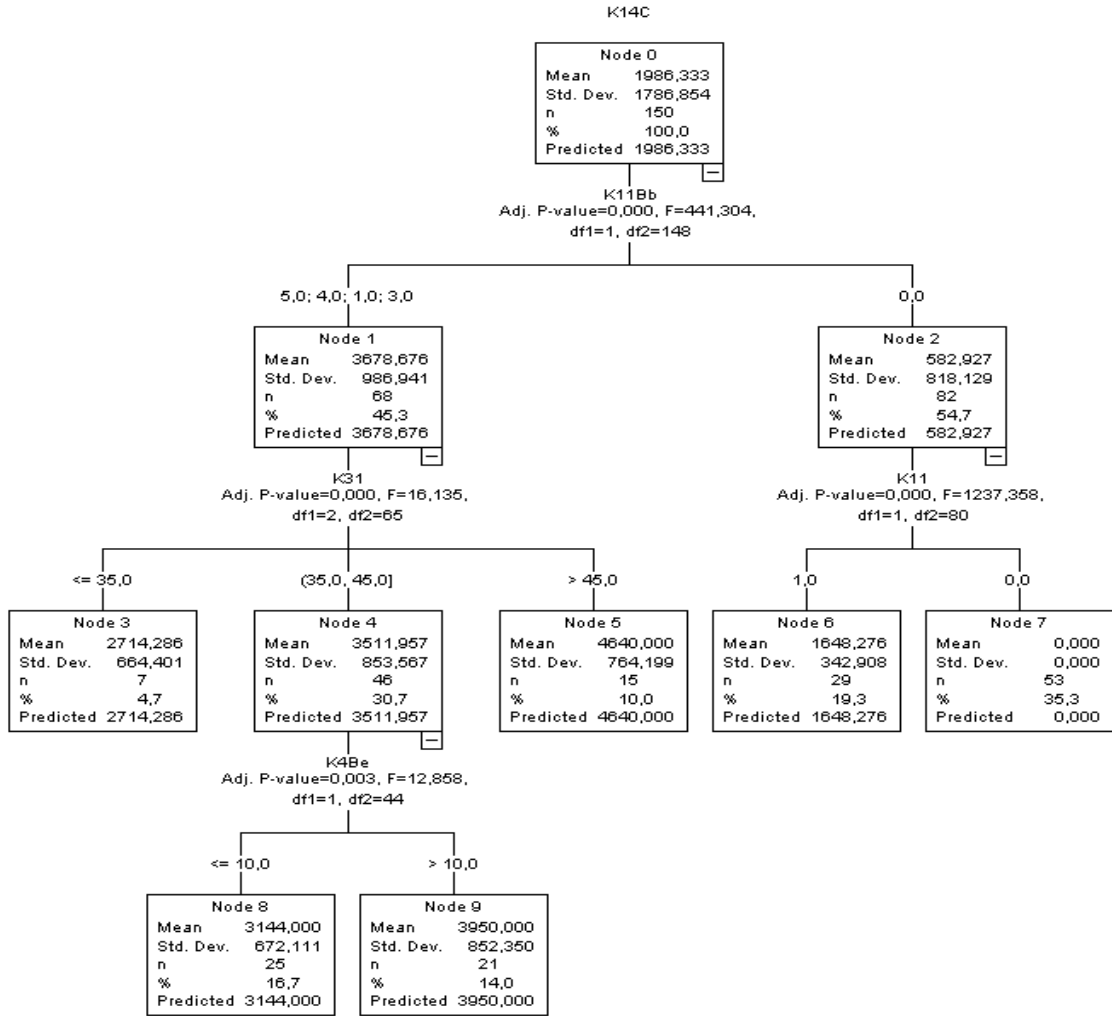 K14C
Node 0
Mean 1986,333
Std. Dev. 1786,854
n 150
% 100,0
Predicted 1986,333
K11Bb
Adj. P-value=0,000, F=441,304,
df1=1, df2=148
5,0; 4,0; 1,0; 3,0
0,0
Node 1
Mean 3678,676
Std. Dev. 986,941
n 68
% 45,3
Predicted 3678,676
Node 2
Mean 582,927
Std. Dev. 818,129
n 82
% 54,7
Predicted 582,927
K31
Adj. P-value=0,000, F=16,135,
df1=2, df2=65
K11
Adj. P-value=0,000, F=1237,358,
df1=1, df2=80
<= 35,0
(35,0, 45,0]
> 45,0
1,0
0,0
Node 3
Mean 2714,286
Std. Dev. 664,401
n 7
% 4,7
Predicted 2714,286
Node 4
Mean 3511,957
Std. Dev. 853,567
n 46
% 30,7
Predicted 3511,957
Node 5
Mean 4640,000
Std. Dev. 764,199
n 15
% 10,0
Predicted 4640,000
Node 6
Mean 1648,276
Std. Dev. 342,908
n 29
% 19,3
Predicted 1648,276
Node 7
Mean 0,000
Std. Dev. 0,000
n 53
% 35,3
Predicted 0,000
K4Be
Adj. P-value=0,003, F=12,858,
df1=1, df2=44
<= 10,0
> 10,0
Node 8
Mean 3144,000
Std. Dev. 672,111
n 25
% 16,7
Predicted 3144,000
Node 9
Mean 3950,000
Std. Dev. 852,350
n 21
% 14,0
Predicted 3950,000